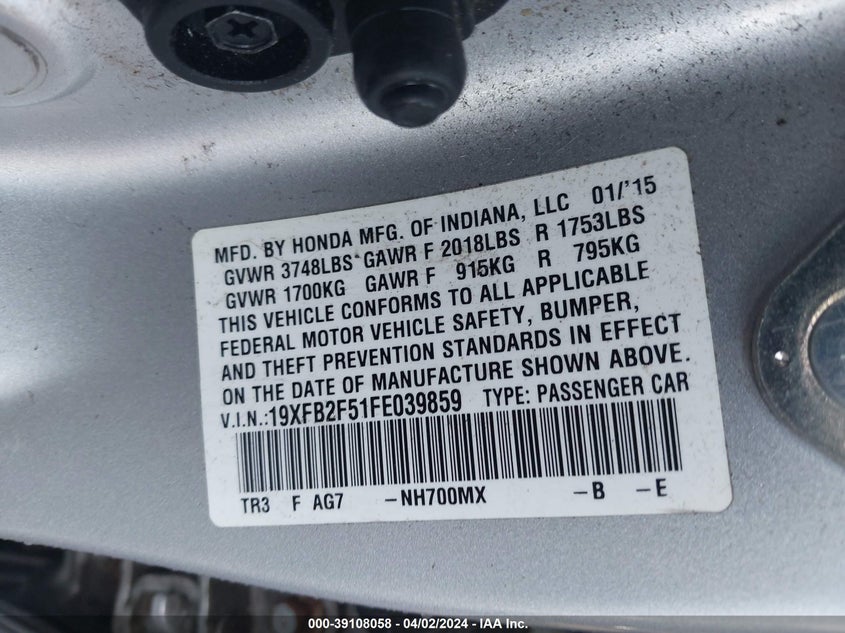 MFD. BY HONDA MFG. OF INDIANA, LLC 01/'15
GVWR 3748LBS GAWR F 2018LBS R 1753LBS
GVWR 1700KG GAWR F 915KG R 795KG
THIS VEHICLE CONFORMS TO ALL APPLICABLE
FEDERAL MOTOR VEHICLE SAFETY, BUMPER,
AND THEFT PREVENTION STANDARDS IN EFFECT
ON THE DATE OF MANUFACTURE SHOWN ABOVE.
V.I.N.:19XFB2F51FE039859 TYPE: PASSENGER CAR
TR3 F AG7 -NH700MX -B -E
000-39108058 - 04/02/2024 - IAA Inc.